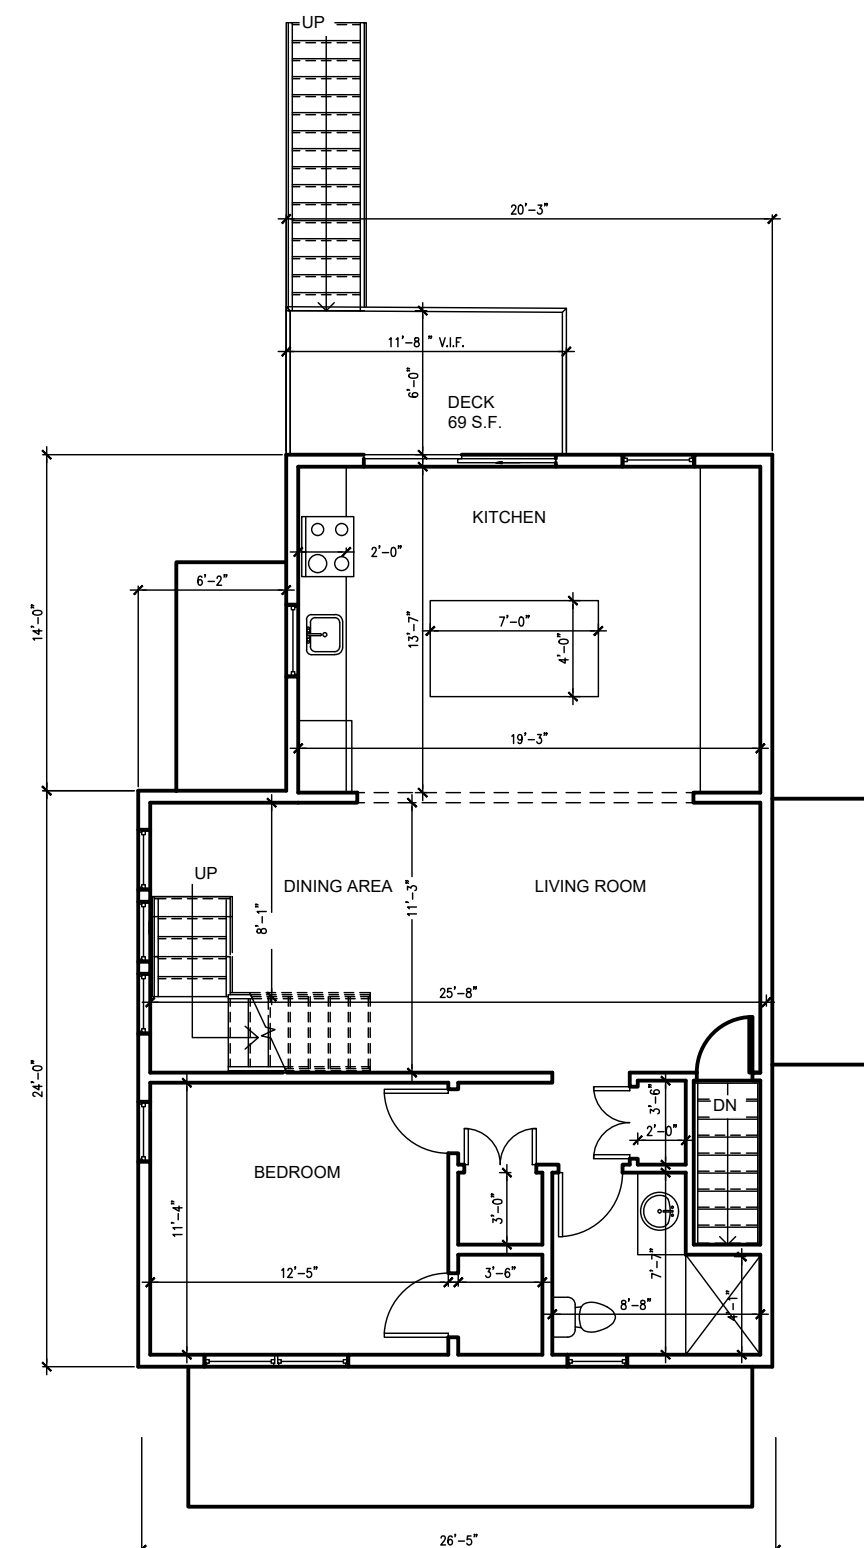 UP
20'-3"
11'-8 " V.I.F.
6'-0"
DECK
69 S.F.
KITCHEN
2'-0"
6'-2"
14'-0"
13'-7"
7'-0"
4'-0"
19'-3"
UP
DINING AREA
LIVING ROOM
8'-1"
11'-3"
25'-8"
24'-0"
3'-6"
DN
2'-0"
BEDROOM
11'-4"
3'-0"
7'-7"
12'-5"
3'-6"
4'-1"
8'-8"
26'-5"